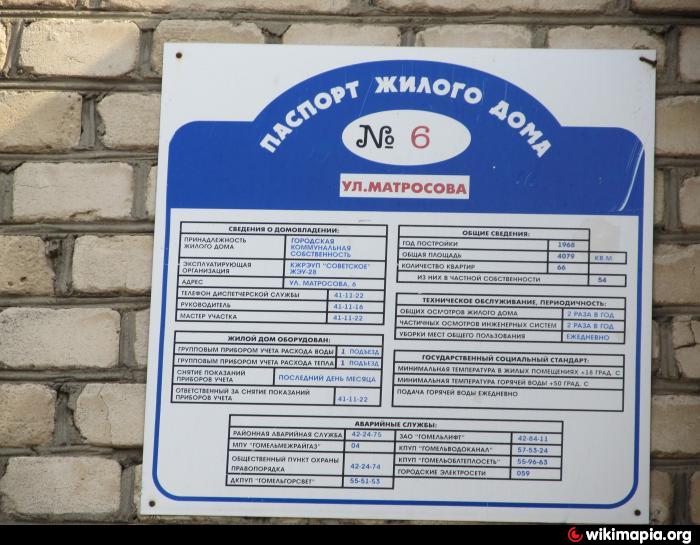 ПАСПОРТ ЖИЛОГО ДОМА
№ 6
УЛ.МАТРОСОВА
СВЕДЕНИЯ О ДОМОВЛАДЕНИИ:
ПРИНАДЛЕЖНОСТЬ ЖИЛОГО ДОМА ГОРОДСКАЯ КОММУНАЛЬНАЯ СОБСТВЕННОСТЬ
ЭКСПЛУАТИРУЮЩАЯ ОРГАНИЗАЦИЯ КЖРЭУП "СОВЕТСКОЕ" ЖЭУ-28
АДРЕС УЛ. МАТРОСОВА, 6
ТЕЛЕФОН ДИСПЕТЧЕРСКОЙ СЛУЖБЫ 41-11-22
РУКОВОДИТЕЛЬ 41-11-16
МАСТЕР УЧАСТКА 41-11-22
ЖИЛОЙ ДОМ ОБОРУДОВАН:
ГРУППОВЫМ ПРИБОРОМ УЧЕТА РАСХОДА ВОДЫ 1 ПОДЪЕЗД
ГРУППОВЫМ ПРИБОРОМ УЧЕТА РАСХОДА ТЕПЛА 1 ПОДЪЕЗД
СНЯТИЕ ПОКАЗАНИЙ ПРИБОРОВ УЧЕТА ПОСЛЕДНИЙ ДЕНЬ МЕСЯЦА
ОТВЕТСТВЕННЫЙ ЗА СНЯТИЕ ПОКАЗАНИЙ ПРИБОРОВ УЧЕТА 41-11-22
ОБЩИЕ СВЕДЕНИЯ:
ГОД ПОСТРОЙКИ 1968
ОБЩАЯ ПЛОЩАДЬ 4079 КВ.М
КОЛИЧЕСТВО КВАРТИР 66
ИЗ НИХ В ЧАСТНОЙ СОБСТВЕННОСТИ 54
ТЕХНИЧЕСКОЕ ОБСЛУЖИВАНИЕ, ПЕРИОДИЧНОСТЬ:
ОБЩИХ ОСМОТРОВ ЖИЛОГО ДОМА 2 РАЗА В ГОД
ЧАСТИЧНЫХ ОСМОТРОВ ИНЖЕНЕРНЫХ СИСТЕМ 2 РАЗА В ГОД
УБОРКИ МЕСТ ОБЩЕГО ПОЛЬЗОВАНИЯ ЕЖЕДНЕВНО
ГОСУДАРСТВЕННЫЙ СОЦИАЛЬНЫЙ СТАНДАРТ:
МИНИМАЛЬНАЯ ТЕМПЕРАТУРА В ЖИЛЫХ ПОМЕЩЕНИЯХ +18 ГРАД. С
МИНИМАЛЬНАЯ ТЕМПЕРАТУРА ГОРЯЧЕЙ ВОДЫ +50 ГРАД. С
ПОДАЧА ГОРЯЧЕЙ ВОДЫ ЕЖЕДНЕВНО
АВАРИЙНЫЕ СЛУЖБЫ:
РАЙОННАЯ АВАРИЙНАЯ СЛУЖБА 42-24-75
МПУ "ГОМЕЛЬМЕЖРАЙГАЗ" 04
ОБЩЕСТВЕННЫЙ ПУНКТ ОХРАНЫ ПРАВОПОРЯДКА 42-24-74
ДКПУП "ГОМЕЛЬГОРСВЕТ" 55-51-53
ЗАО "ГОМЕЛЬЛИФТ" 42-84-11
КПУП "ГОМЕЛЬВОДОКАНАЛ" 57-53-24
КПУП "ГОМЕЛЬОБЛТЕПЛОСЕТЬ" 55-96-63
ГОРОДСКИЕ ЭЛЕКТРОСЕТИ 059
wikimapia.org